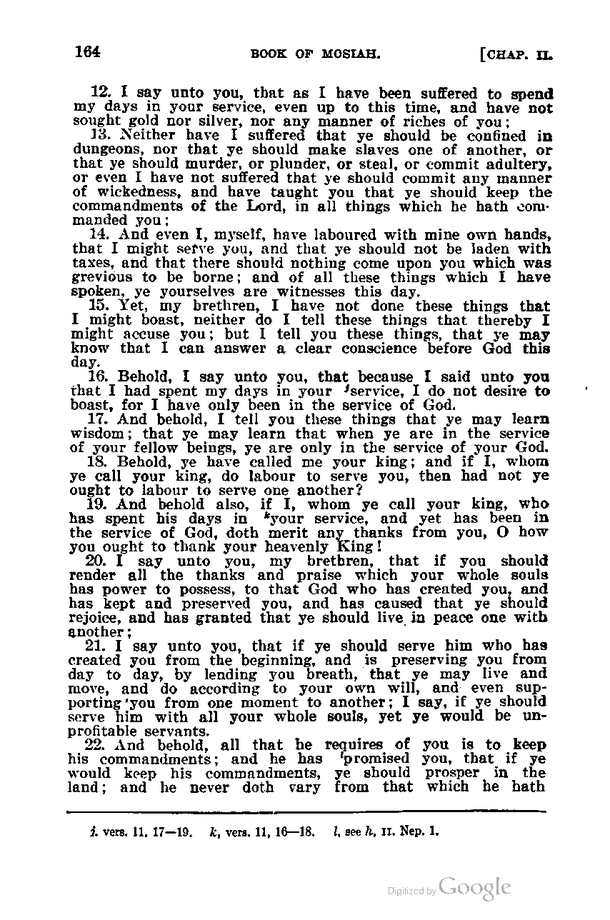 164 BOOK OF MOSIAH. [CHAP. II.
12. I say unto you, that as I have been suffered to spend
my days in your service, even up to this time, and have not
sought gold nor silver, nor any manner of riches of you;
13. Neither have I suffered that ye should be confined in
dungeons, nor that ye should make slaves one of another, or
that ye should murder, or plunder, or steal, or commit adultery,
or even I have not suffered that ye should commit any manner
of wickedness, and have taught you that ye should keep the
commandments of the Lord, in all things which he hath com-
manded you;
14. And even I, myself, have laboured with mine own hands,
that I might serve you, and that ye should not be laden with
taxes, and that there should nothing come upon you which was
grevious to be borne; and of all these things which I have
spoken, ye yourselves are witnesses this day.
15. Yet, my brethren, I have not done these things that
I might boast, neither do I tell these things that thereby I
might accuse you; but I tell you these things, that ye may
know that I can answer a clear conscience before God this
day.
16. Behold, I say unto you, that because I said unto you
that I had spent my days in your jservice, I do not desire to
boast, for I have only been in the service of God.
17. And behold, I tell you these things that ye may learn
wisdom; that ye may learn that when ye are in the service
of your fellow beings, ye are only in the service of your God.
18. Behold, ye have called me your king; and if I, whom
ye call your king, do labour to serve you, then had not ye
ought to labour to serve one another?
19. And behold also, if I, whom ye call your king, who
has spent his days in kyour service, and yet has been in
the service of God, doth merit any thanks from you, O how
you ought to thank your heavenly King!
20. I say unto you, my brethren, that if you should
render all the thanks and praise which your whole souls
has power to possess, to that God who has created you, and
has kept and preserved you, and has caused that ye should
rejoice, and has granted that ye should live in peace one with
another;
21. I say unto you, that if ye should serve him who has
created you from the beginning, and is preserving you from
day to day, by lending you breath, that ye may live and
move, and do according to your own will, and even sup-
porting you from one moment to another; I say, if ye should
serve him with all your whole souls, yet ye would be un-
profitable servants.
22. And behold, all that he requires of you is to keep
his commandments; and he has lpromised you, that if ye
would keep his commandments, ye should prosper in the
land; and he never doth vary from that which he hath
j. vers. 11, 17—19. k, vers. 11, 16—18. l, see h, II. Nep. 1.
Digitized by Google